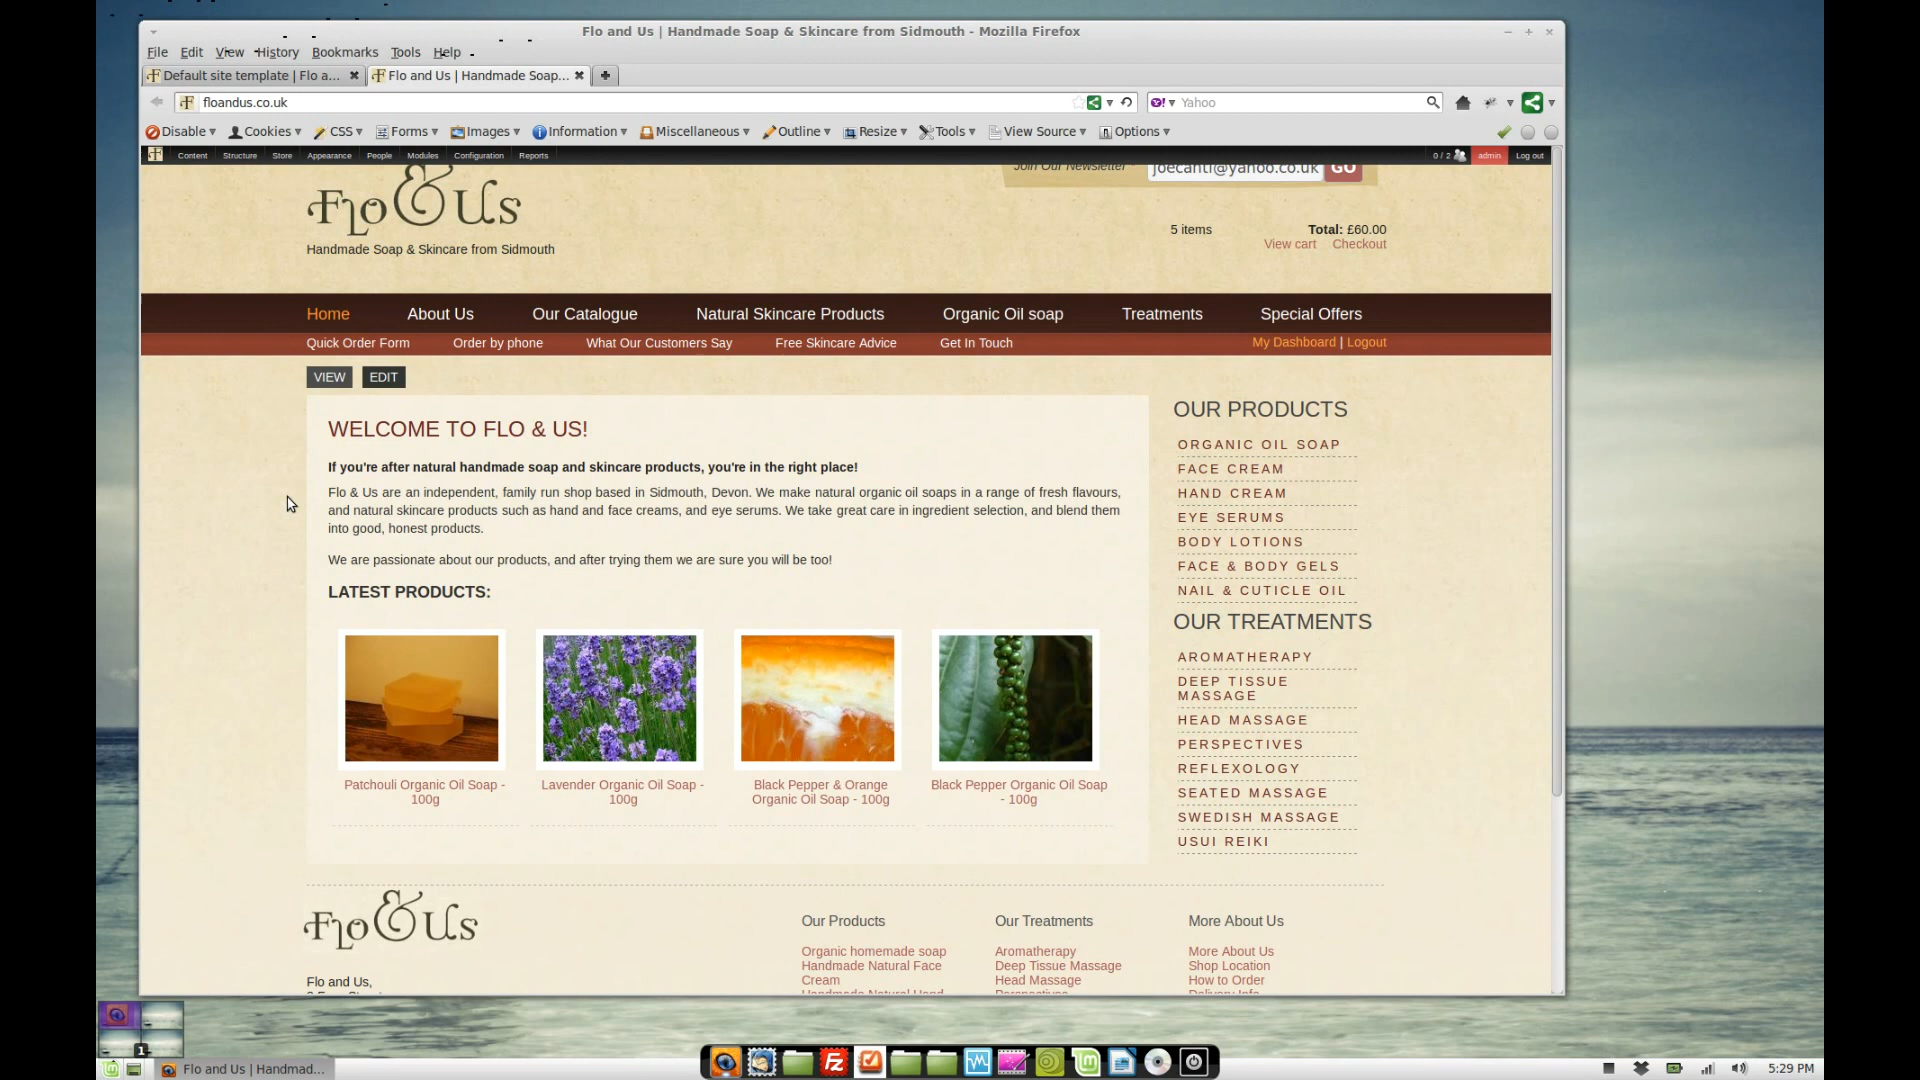 Flo and Us | Handmade Soap & Skincare from Sidmouth - Mozilla Firefox
File Edit View History Bookmarks Tools Help
Default site template | Flo a... Flo and Us | Handmade Soap...
floandus.co.uk Yahoo
Disable Cookies CSS Forms Images Information Miscellaneous Outline Resize Tools View Source Options
Content Structure Store Appearance People Modules Configuration Reports 0 / 2 admin Log out
Join Our Newsletter joecanti@yahoo.co.uk GO
Flo & Us
Handmade Soap & Skincare from Sidmouth
5 items Total: £60.00
View cart Checkout
Home About Us Our Catalogue Natural Skincare Products Organic Oil soap Treatments Special Offers
Quick Order Form Order by phone What Our Customers Say Free Skincare Advice Get In Touch My Dashboard | Logout
VIEW EDIT
WELCOME TO FLO & US!
If you're after natural handmade soap and skincare products, you're in the right place!
Flo & Us are an independent, family run shop based in Sidmouth, Devon. We make natural organic oil soaps in a range of fresh flavours,
and natural skincare products such as hand and face creams, and eye serums. We take great care in ingredient selection, and blend them
into good, honest products.
We are passionate about our products, and after trying them we are sure you will be too!
LATEST PRODUCTS:
Patchouli Organic Oil Soap -
100g
Lavender Organic Oil Soap -
100g
Black Pepper & Orange
Organic Oil Soap - 100g
Black Pepper Organic Oil Soap
- 100g
OUR PRODUCTS
ORGANIC OIL SOAP
FACE CREAM
HAND CREAM
EYE SERUMS
BODY LOTIONS
FACE & BODY GELS
NAIL & CUTICLE OIL
OUR TREATMENTS
AROMATHERAPY
DEEP TISSUE
MASSAGE
HEAD MASSAGE
PERSPECTIVES
REFLEXOLOGY
SEATED MASSAGE
SWEDISH MASSAGE
USUI REIKI
Flo & Us
Flo and Us,
Our Products
Organic homemade soap
Handmade Natural Face
Cream
Handmade Natural Hand
Our Treatments
Aromatherapy
Deep Tissue Massage
Head Massage
Perspectives
More About Us
More About Us
Shop Location
How to Order
Delivery Info
1
Flo and Us | Handmad...
5:29 PM